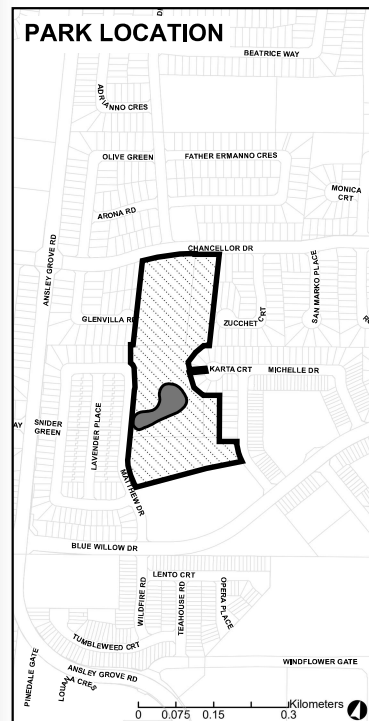 PARK LOCATION
BEATRICE WAY
ADRIANNO CRES
OLIVE GREEN
FATHER ERMANNO CRES
MONICA
CRT
ARONA RD
CHANCELLOR DR
ANSLEY GROVE RD
SAN MARKO PLACE
GLENVILLA RD
ZUCCHET CRT
KARTA CRT
MICHELLE DR
SNIDER
GREEN
LAVENDER PLACE
MATTHEW DR
BLUE WILLOW DR
LENTO CRT
WILDFIRE RD
TEAHOUSE RD
OPERA PLACE
TUMBLEWEED CRT
WINDFLOWER GATE
ANSLEY GROVE RD
PINEDALE GATE
LOUANA CRES
0 0.075 0.15 0.3
Kilometers